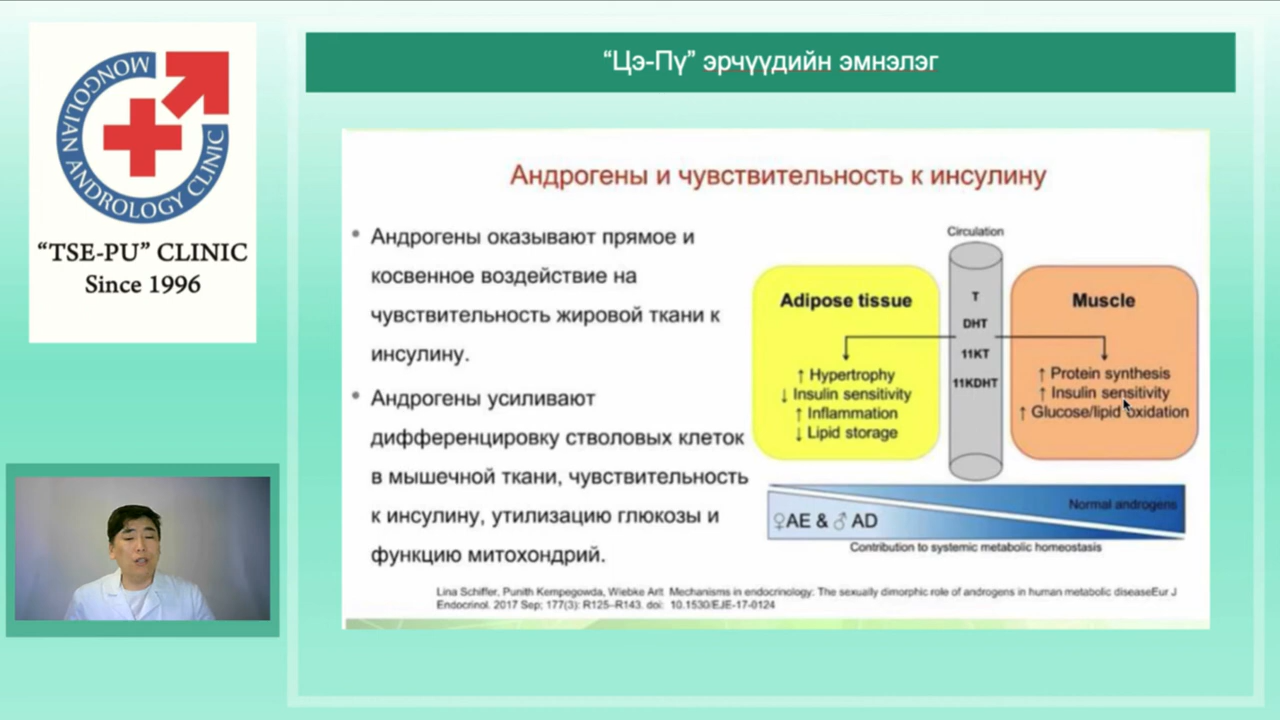 MONGOLIAN ANDROLOGY CLINIC
“TSE-PU” CLINIC
Since 1996
“Цэ-Пү” эрчүүдийн эмнэлэг
Андрогены и чувствительность к инсулину
• Андрогены оказывают прямое и
косвенное воздействие на
чувствительность жировой ткани к
инсулину.
• Андрогены усиливают
дифференцировку стволовых клеток
в мышечной ткани, чувствительность
к инсулину, утилизацию глюкозы и
функцию митохондрий.
Circulation
T
DHT
11KT
11KDHT
Adipose tissue
↑ Hypertrophy
↓ Insulin sensitivity
↑ Inflammation
↓ Lipid storage
Muscle
↑ Protein synthesis
↑ Insulin sensitivity
↑ Glucose/lipid oxidation
Normal androgens
♀AE & ♂ AD
Contribution to systemic metabolic homeostasis
Lina Schiffer, Punith Kempegowda, Wiebke Arlt Mechanisms in endocrinology: The sexually dimorphic role of androgens in human metabolic diseaseEur J
Endocrinol. 2017 Sep; 177(3): R125–R143. doi: 10.1530/EJE-17-0124